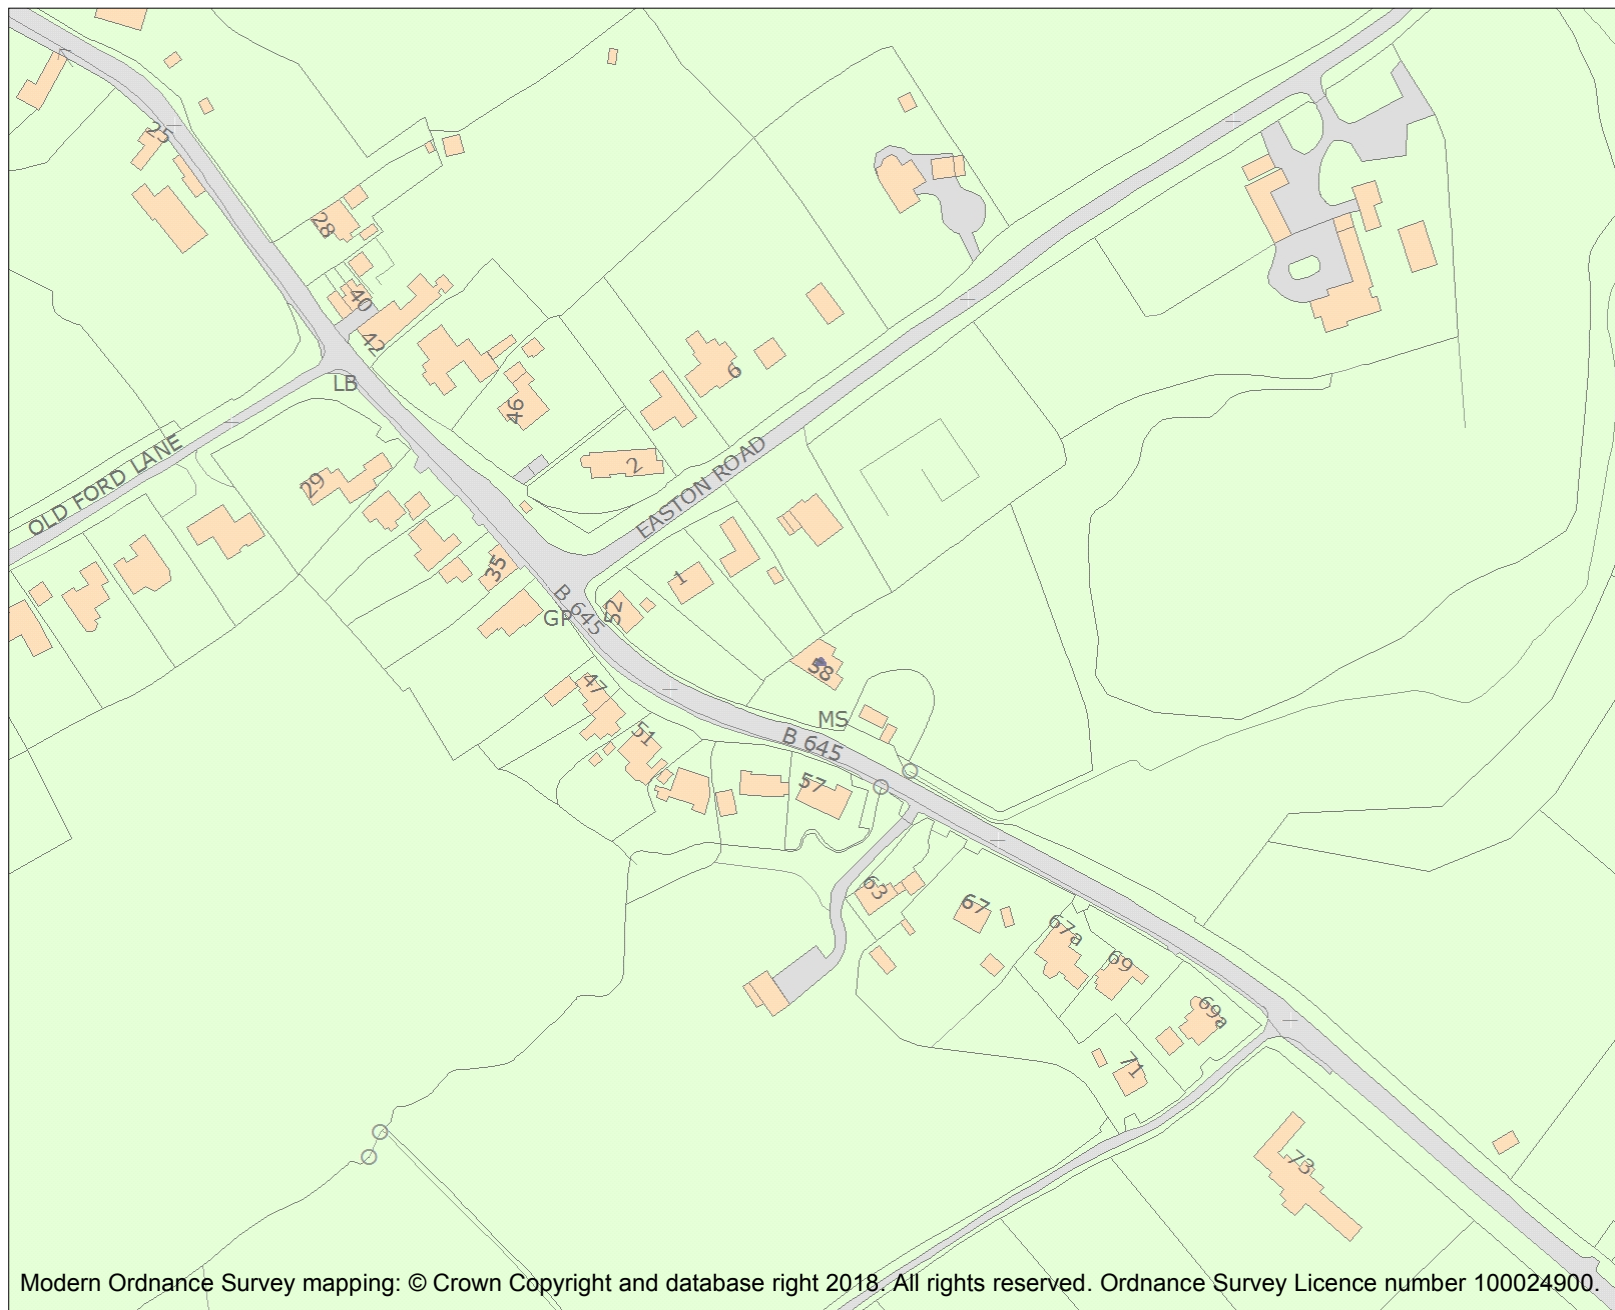 25
28
40
42
LB
46
6
2
EASTON ROAD
OLD FORD LANE
29
35
1
B 645
GP
52
58
47
MS
51
B 645
57
63
67
67a
69
69a
71
73
Modern Ordnance Survey mapping: © Crown Copyright and database right 2018. All rights reserved. Ordnance Survey Licence number 100024900.